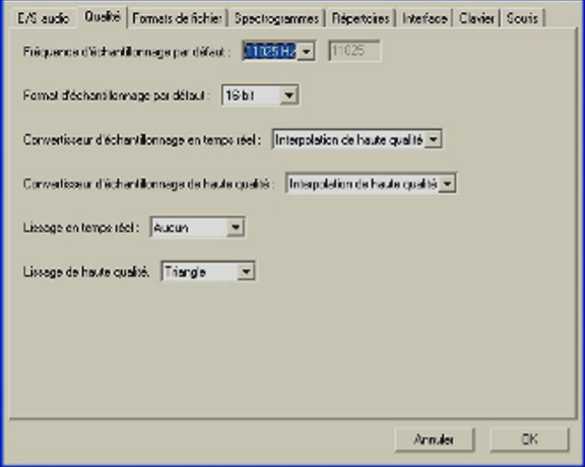 E/S audio Qualité Formats de fichier Spectrogrammes Répertoires Interface Clavier Souris
Fréquence d'échantillonnage par défaut : 11025 Hz 11025
Format d'échantillonnage par défaut : 16-bit
Convertisseur d'échantillonnage en temps réel : Interpolation de haute qualité
Convertisseur d'échantillonnage de haute qualité : Interpolation de haute qualité
Lissage en temps réel : Aucun
Lissage de haute qualité. Triangle
Annuler OK